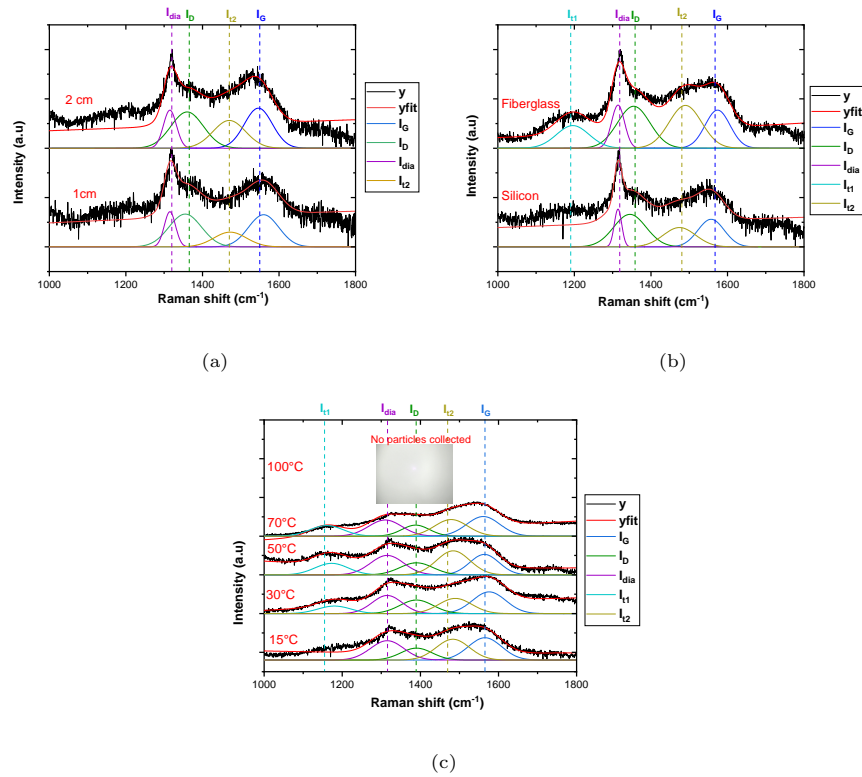 I_dia I_D I_t2 I_G
2 cm
1cm
Intensity (a.u)
1000 1200 1400 1600 1800
Raman shift (cm⁻¹)
y
yfit
I_G
I_D
I_dia
I_t2
(a)
I_t1 I_dia I_D I_t2 I_G
Fiberglass
Silicon
Intensity (a.u)
1000 1200 1400 1600 1800
Raman shift (cm⁻¹)
y
yfit
I_G
I_D
I_dia
I_t1
I_t2
(b)
I_t1 I_dia I_D I_t2 I_G
No particles collected
100°C
70°C
50°C
30°C
15°C
Intensity (a.u)
1000 1200 1400 1600 1800
Raman shift (cm⁻¹)
y
yfit
I_G
I_D
I_dia
I_t1
I_t2
(c)